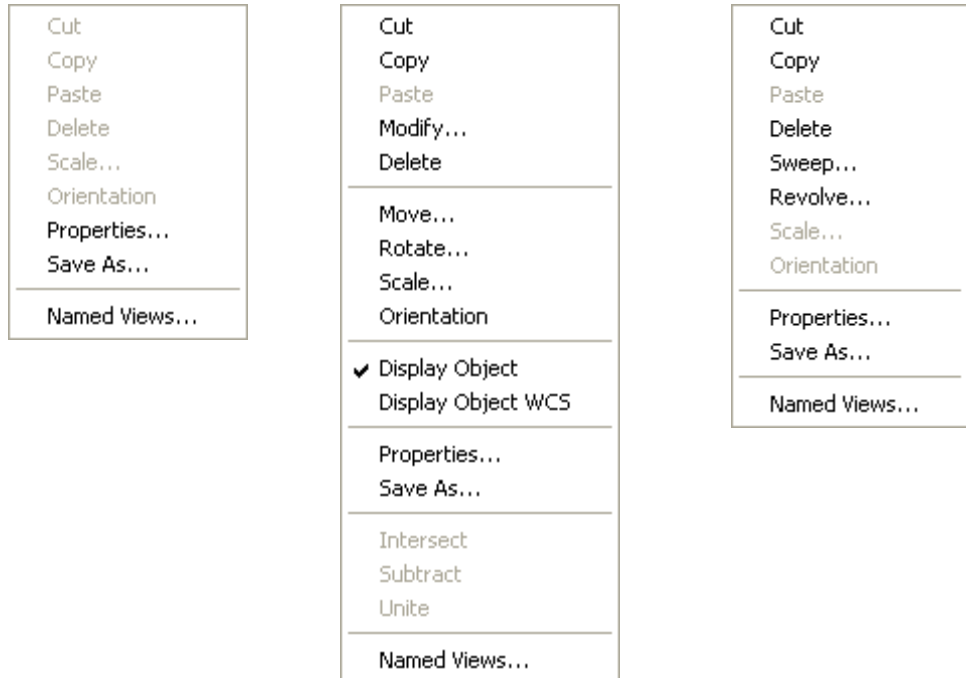 Cut
Copy
Paste
Delete
Scale...
Orientation
Properties...
Save As...
Named Views...
Cut
Copy
Paste
Modify...
Delete
Move...
Rotate...
Scale...
Orientation
Display Object
Display Object WCS
Properties...
Save As...
Intersect
Subtract
Unite
Named Views...
Cut
Copy
Paste
Delete
Sweep...
Revolve...
Scale...
Orientation
Properties...
Save As...
Named Views...